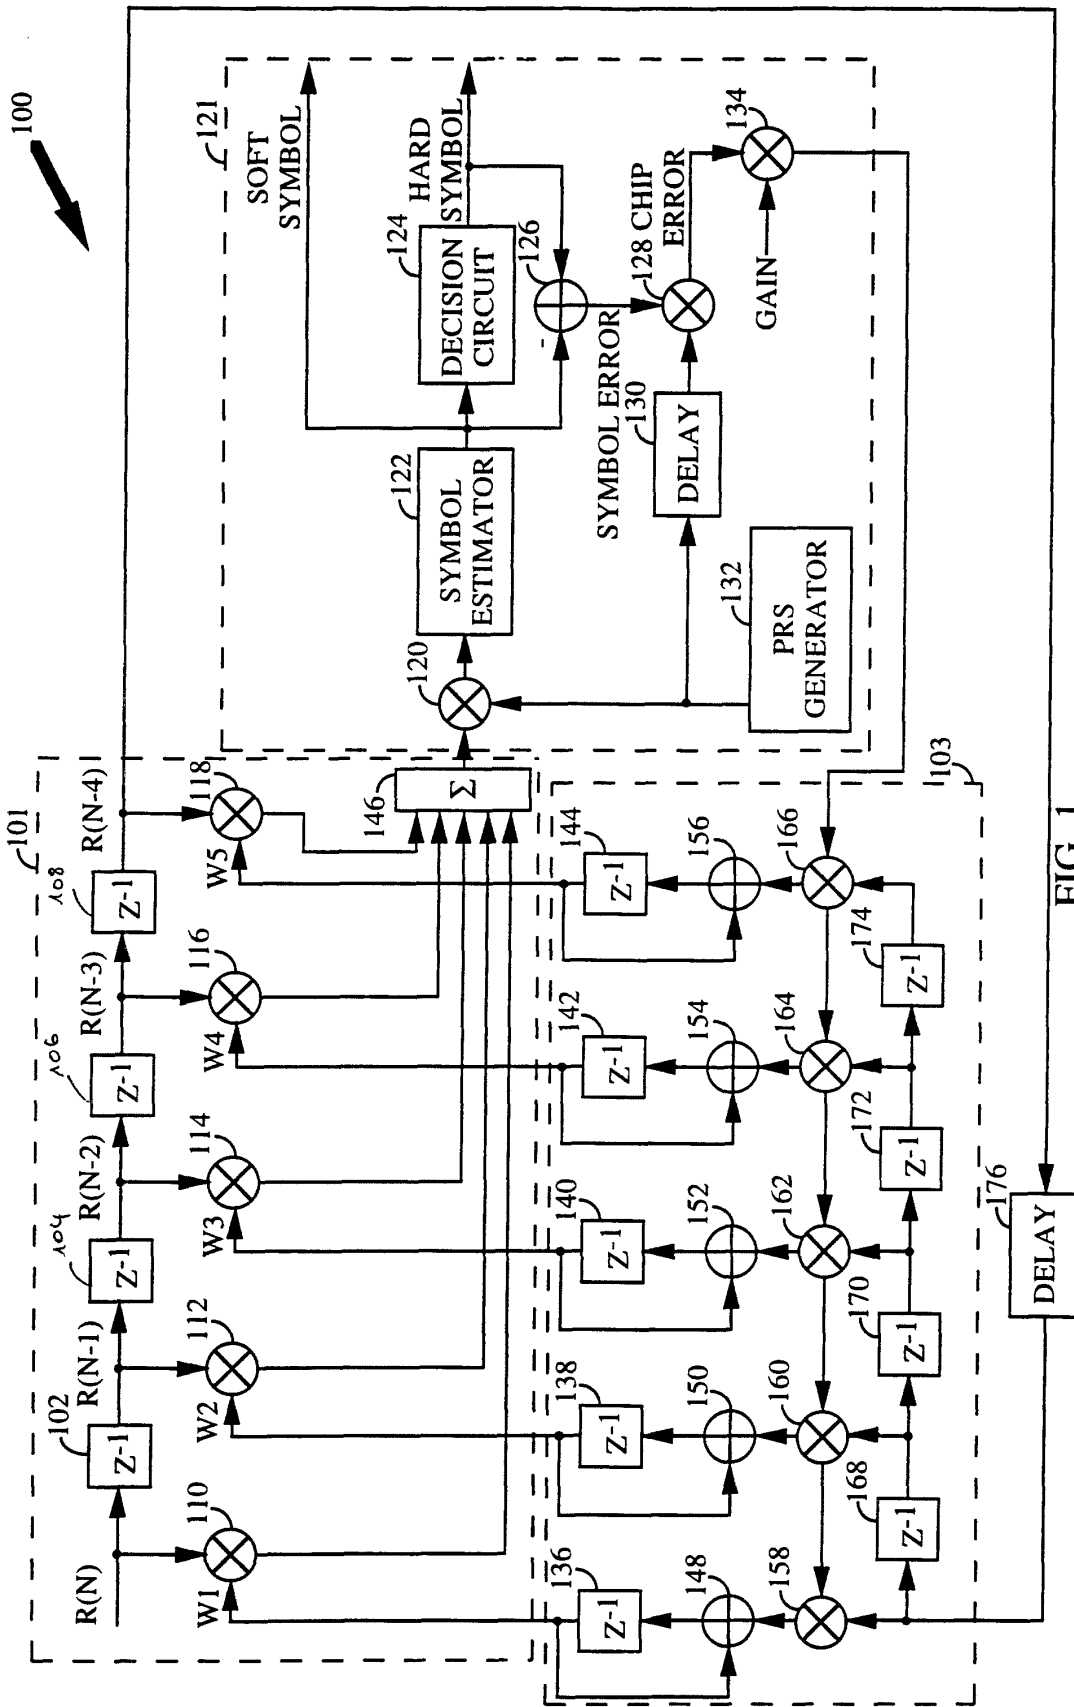 100
101
R(N)
R(N-1)
R(N-2)
R(N-3)
R(N-4)
102
Z-1
104
Z-1
106
Z-1
108
Z-1
110
112
114
116
118
W1
W2
W3
W4
W5
146
Σ
121
SOFT
SYMBOL
HARD
SYMBOL
120
122
SYMBOL
ESTIMATOR
124
DECISION
CIRCUIT
126
-
SYMBOL ERROR
128 CHIP
ERROR
130
DELAY
132
PRS
GENERATOR
134
GAIN
103
136
Z-1
138
Z-1
140
Z-1
142
Z-1
144
Z-1
148
150
152
154
156
158
160
162
164
166
168
Z-1
170
Z-1
172
Z-1
174
Z-1
176
DELAY
FIG. 1